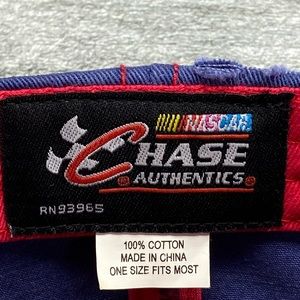 NASCAR
CHASE
AUTHENTICS®
RN93965
100% COTTON
MADE IN CHINA
ONE SIZE FITS MOST